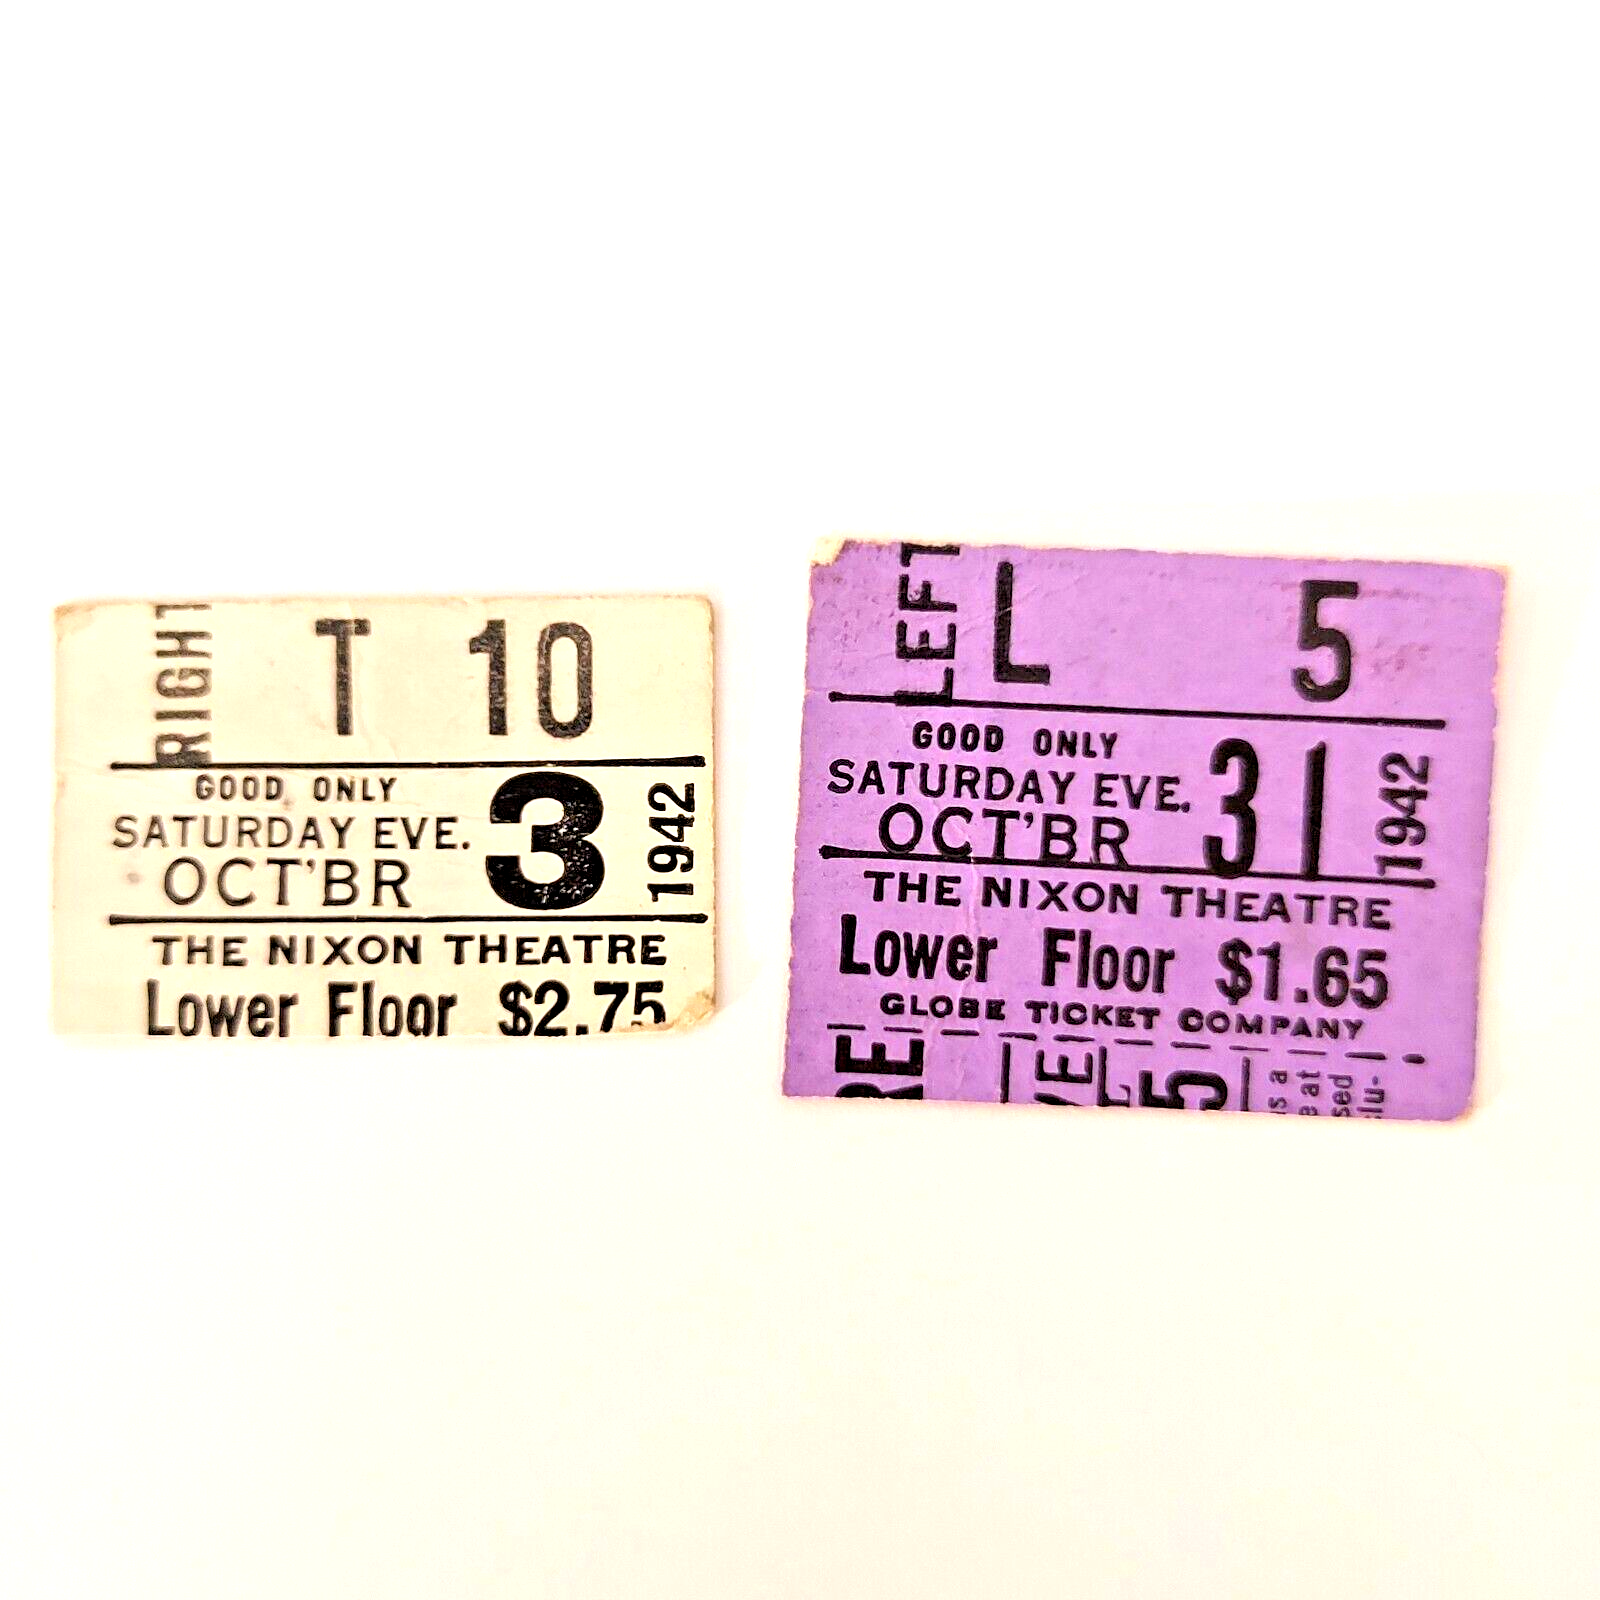 RIGHT
T 10
GOOD ONLY
SATURDAY EVE.
OCT'BR
3
1942
THE NIXON THEATRE
Lower Floor $2.75
LEFT
L 5
GOOD ONLY
SATURDAY EVE.
OCT'BR
31
1942
THE NIXON THEATRE
Lower Floor $1.65
GLOBE TICKET COMPANY